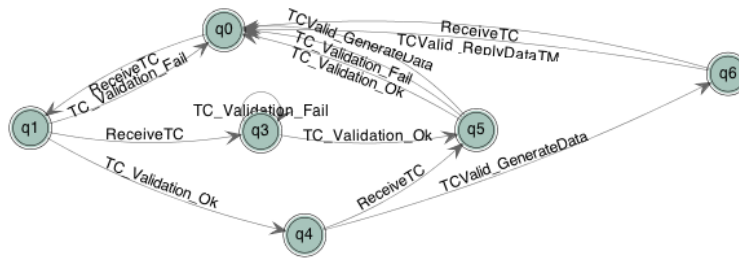 q0
ReceiveTC
TCValid_ReplyDataTM
TCValid_GenerateData
TC_Validation_Fail
TC_Validation_Ok
q6
ReceiveTC
TC_Validation_Fail
TC_Validation_Fail
q1
ReceiveTC
q3
TC_Validation_Ok
q5
TC_Validation_Ok
ReceiveTC
TCValid_GenerateData
q4